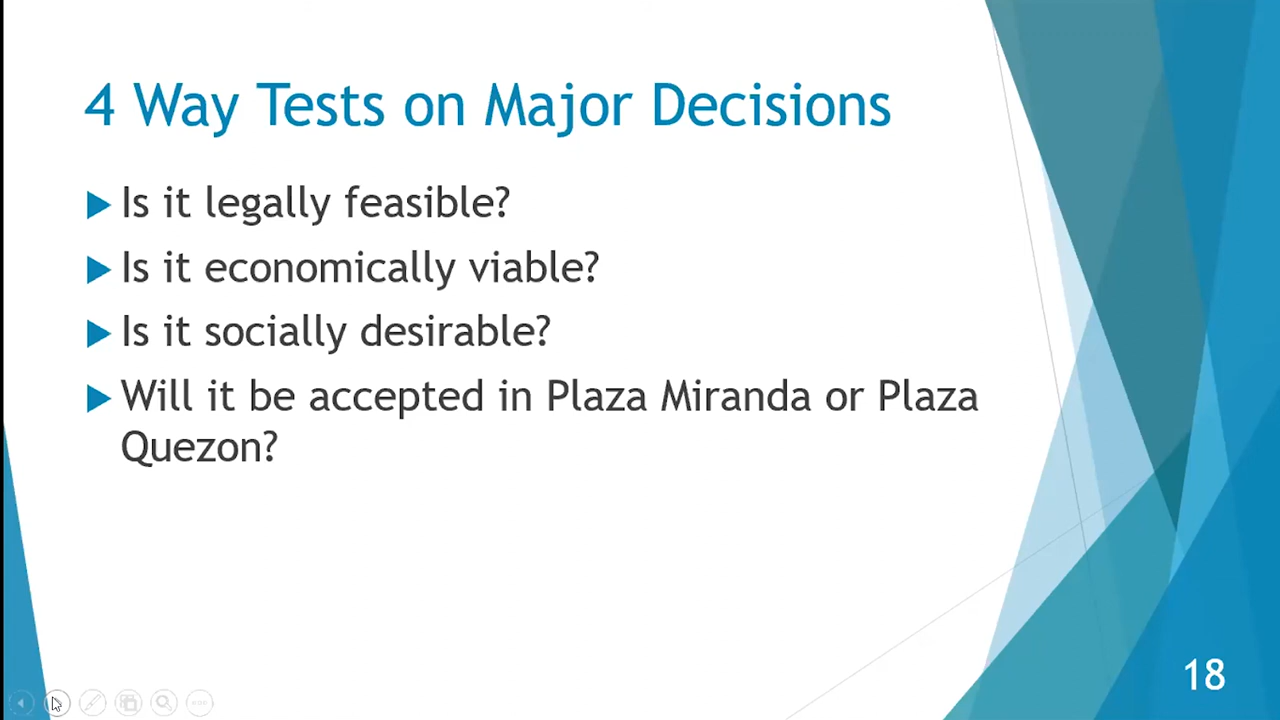 4 Way Tests on Major Decisions
Is it legally feasible?
Is it economically viable?
Is it socially desirable?
Will it be accepted in Plaza Miranda or Plaza
Quezon?
18